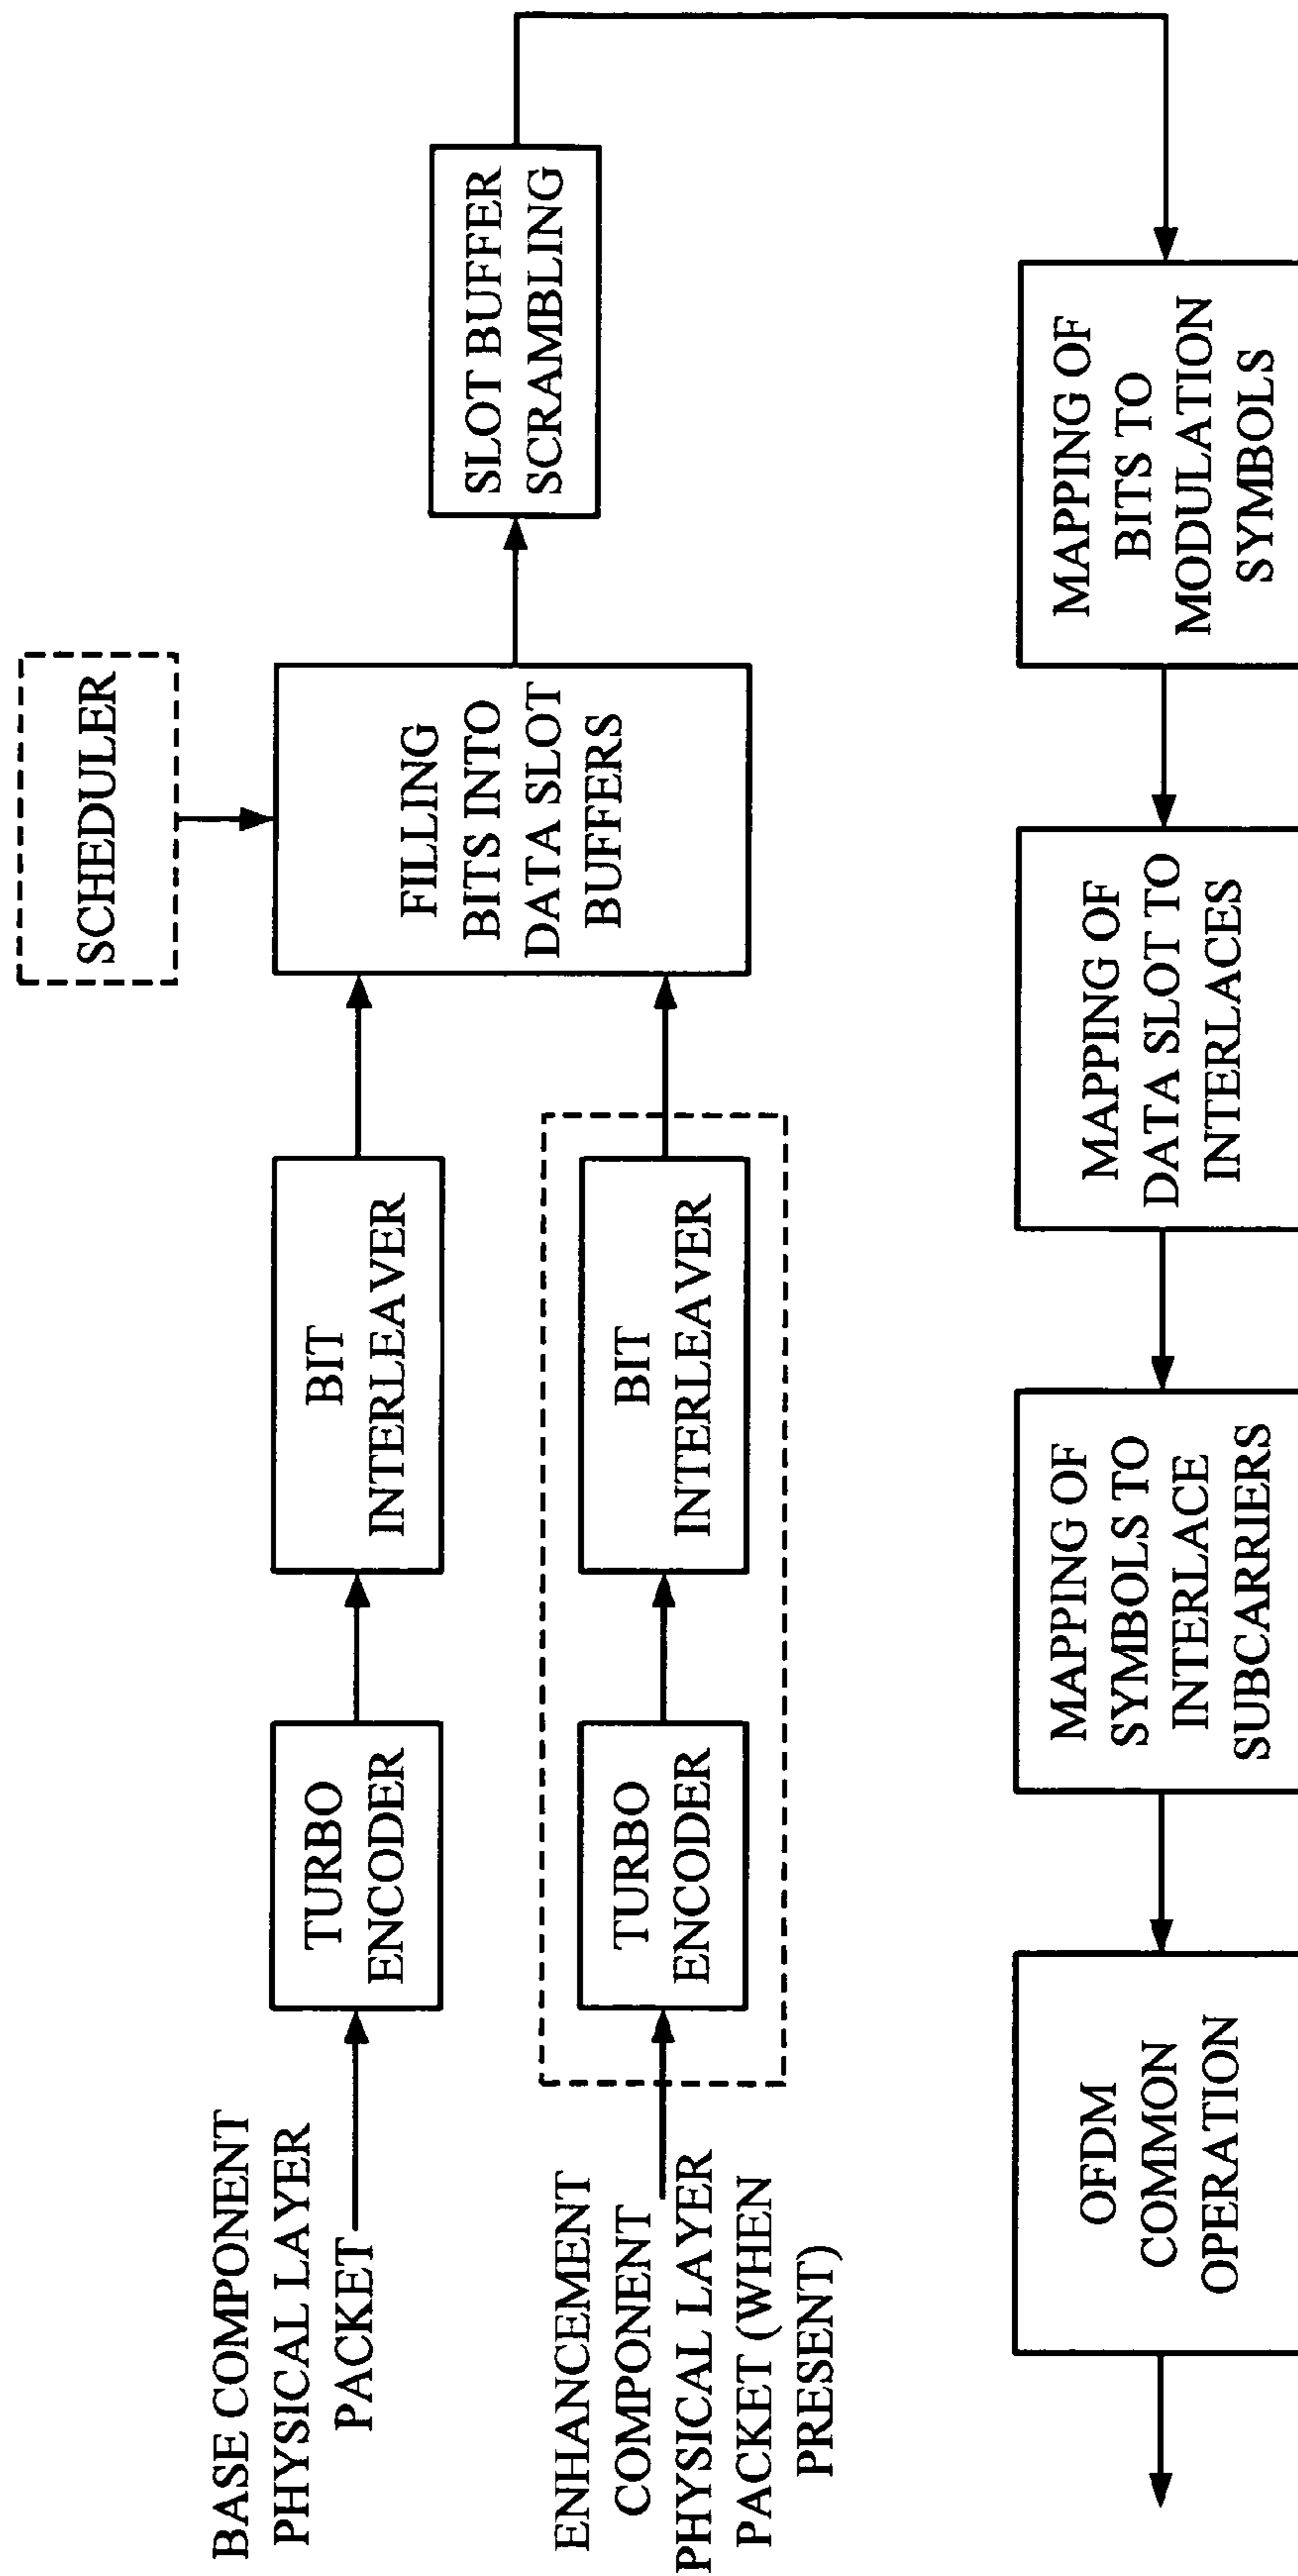 SCHEDULER
BASE COMPONENT
PHYSICAL LAYER
PACKET
TURBO
ENCODER
BIT
INTERLEAVER
FILLING
BITS INTO
DATA SLOT
BUFFERS
SLOT BUFFER
SCRAMBLING
ENHANCEMENT
COMPONENT
PHYSICAL LAYER
PACKET (WHEN
PRESENT)
TURBO
ENCODER
BIT
INTERLEAVER
MAPPING OF
BITS TO
MODULATION
SYMBOLS
MAPPING OF
DATA SLOT TO
INTERLACES
MAPPING OF
SYMBOLS TO
INTERLACE
SUBCARRIERS
OFDM
COMMON
OPERATION